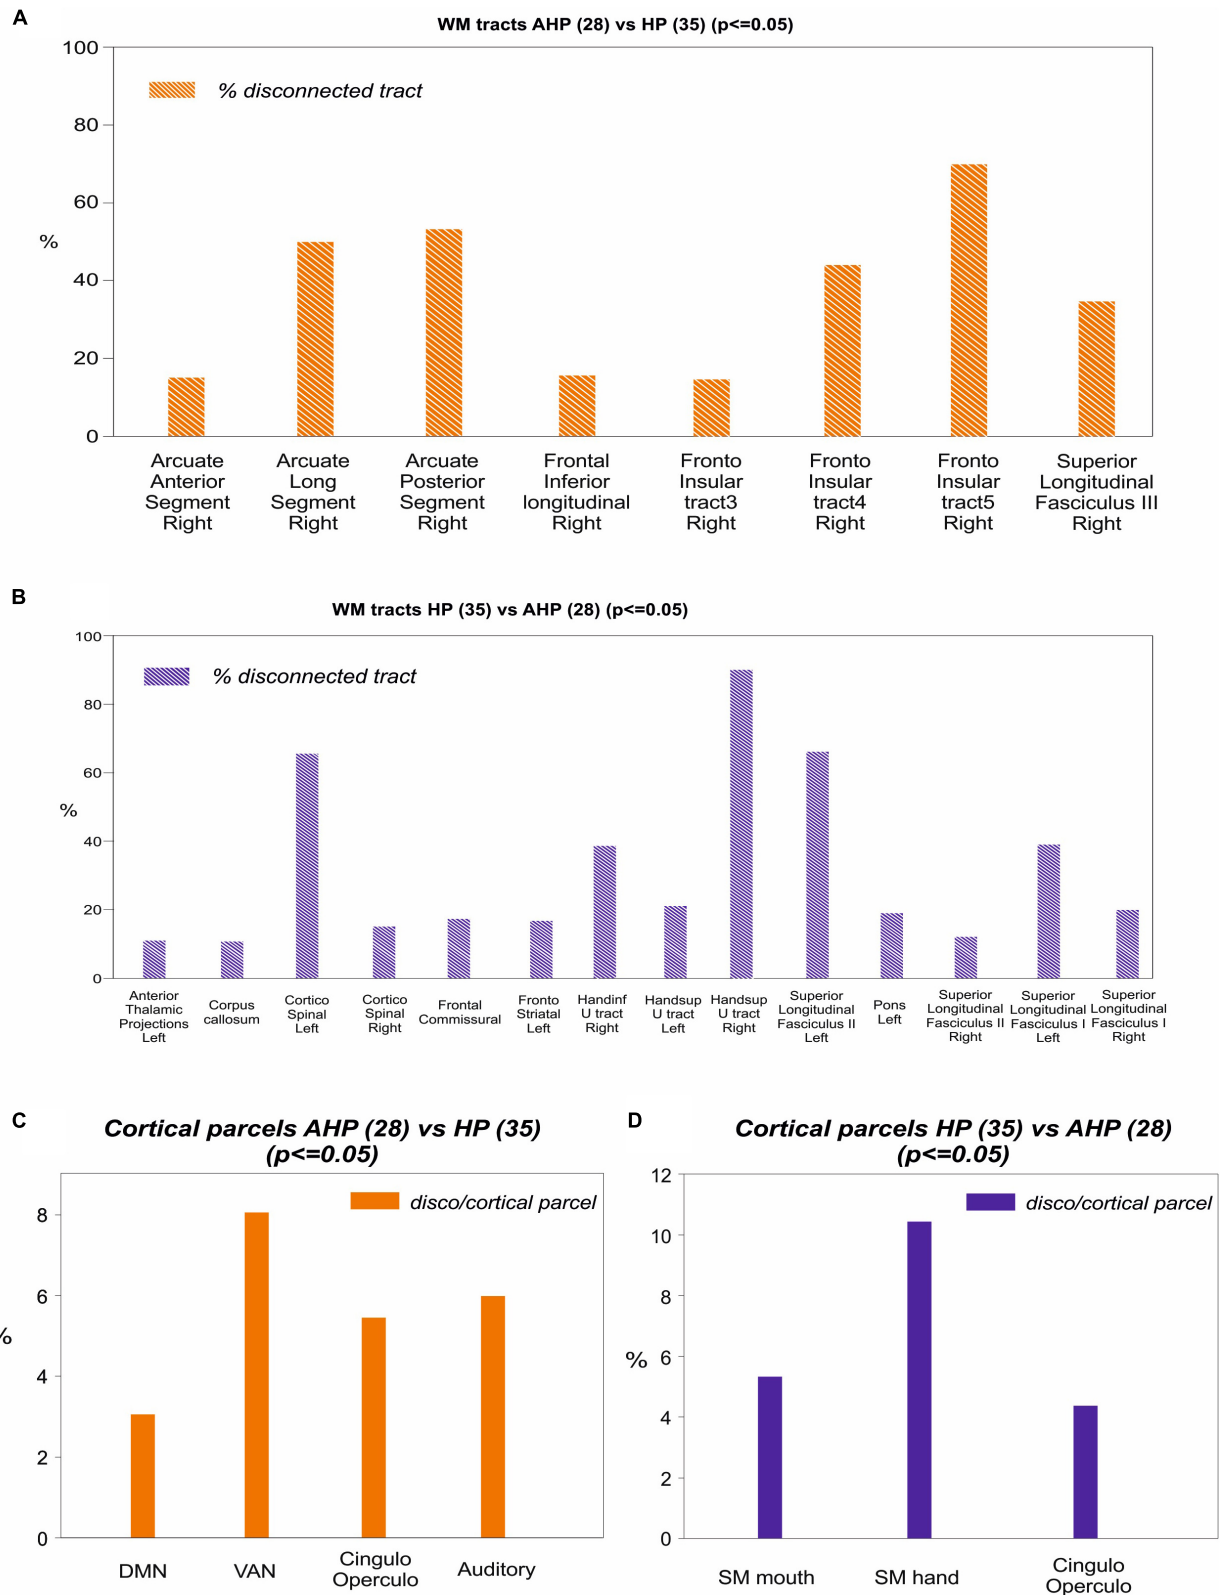 A
WM tracts AHP (28) vs HP (35) (p<=0.05)
% disconnected tract
100
80
60
%
40
20
0
Arcuate
Anterior
Segment
Right
Arcuate
Long
Segment
Right
Arcuate
Posterior
Segment
Right
Frontal
Inferior
longitudinal
Right
Fronto
Insular
tract3
Right
Fronto
Insular
tract4
Right
Fronto
Insular
tract5
Right
Superior
Longitudinal
Fasciculus III
Right
B
WM tracts HP (35) vs AHP (28) (p<=0.05)
% disconnected tract
100
80
60
%
40
20
0
Anterior
Thalamic
Projections
Left
Corpus
callosum
Cortico
Spinal
Left
Cortico
Spinal
Right
Frontal
Commissural
Fronto
Striatal
Left
Handinf
U tract
Right
Handsup
U tract
Left
Handsup
U tract
Right
Superior
Longitudinal
Fasciculus II
Left
Pons
Left
Superior
Longitudinal
Fasciculus II
Right
Superior
Longitudinal
Fasciculus I
Left
Superior
Longitudinal
Fasciculus I
Right
C
Cortical parcels AHP (28) vs HP (35)
(p<=0.05)
disco/cortical parcel
8
6
%
4
2
0
DMN
VAN
Cingulo
Operculo
Auditory
D
Cortical parcels HP (35) vs AHP (28)
(p<=0.05)
disco/cortical parcel
12
10
8
%
6
4
2
0
SM mouth
SM hand
Cingulo
Operculo